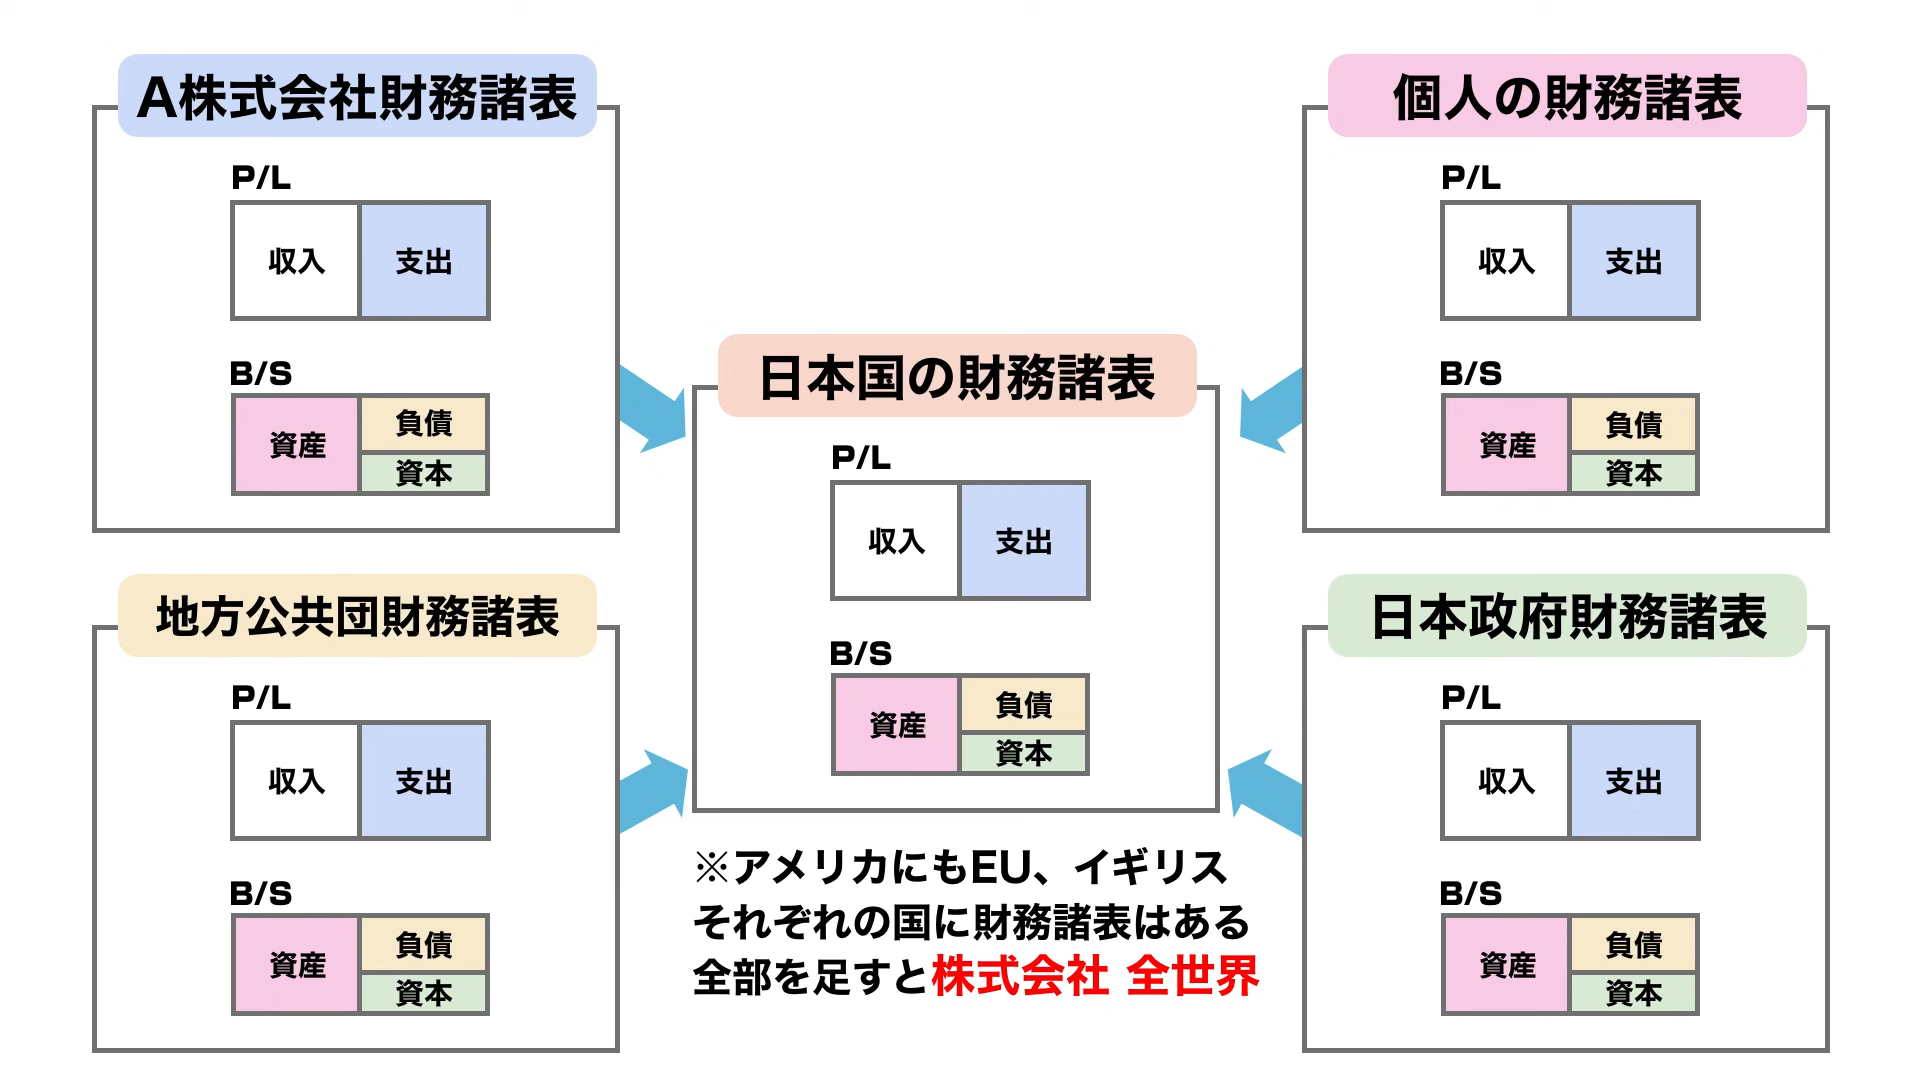 A株式会社財務諸表
P/L
収入
支出
B/S
資産
負債
資本
個人の財務諸表
P/L
収入
支出
B/S
資産
負債
資本
日本国の財務諸表
P/L
収入
支出
B/S
資産
負債
資本
地方公共団財務諸表
P/L
収入
支出
B/S
資産
負債
資本
日本政府財務諸表
P/L
収入
支出
B/S
資産
負債
資本
※アメリカにもEU、イギリス
それぞれの国に財務諸表はある
全部を足すと株式会社 全世界